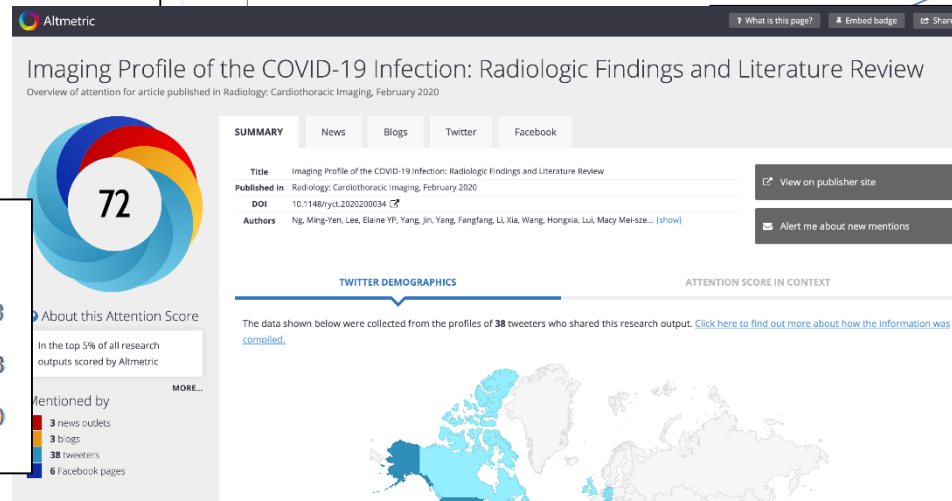 Altmetric
? What is this page?
Embed badge
Share
Imaging Profile of the COVID-19 Infection: Radiologic Findings and Literature Review
Overview of attention for article published in Radiology: Cardiothoracic Imaging, February 2020
72
SUMMARY News Blogs Twitter Facebook
Title Imaging Profile of the COVID-19 Infection: Radiologic Findings and Literature Review
Published in Radiology: Cardiothoracic Imaging, February 2020
DOI 10.1148/ryct.2020200034
Authors Ng, Ming-Yen, Lee, Elaine YP, Yang, Jin, Yang, Fangfang, Li, Xia, Wang, Hongxia, Lui, Macy Mei-sze... [show]
View on publisher site
Alert me about new mentions
TWITTER DEMOGRAPHICS
ATTENTION SCORE IN CONTEXT
The data shown below were collected from the profiles of 38 tweeters who shared this research output. Click here to find out more about how the information was
compiled.
About this Attention Score
In the top 5% of all research
outputs scored by Altmetric
MORE...
Mentioned by
3 news outlets
3 blogs
38 tweeters
6 Facebook pages